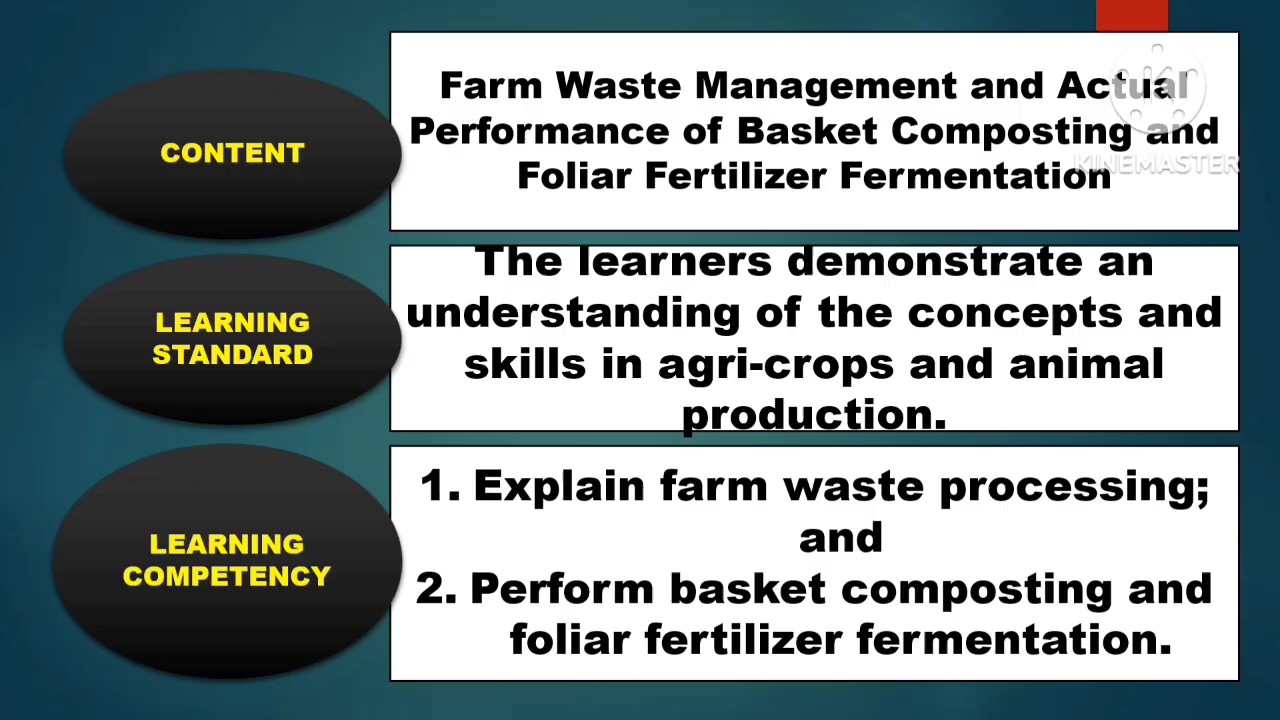 CONTENT
Farm Waste Management and Actual
Performance of Basket Composting and
Foliar Fertilizer Fermentation
KINEMASTER
LEARNING
STANDARD
The learners demonstrate an
understanding of the concepts and
skills in agri-crops and animal
production.
LEARNING
COMPETENCY
1. Explain farm waste processing;
and
2. Perform basket composting and
foliar fertilizer fermentation.